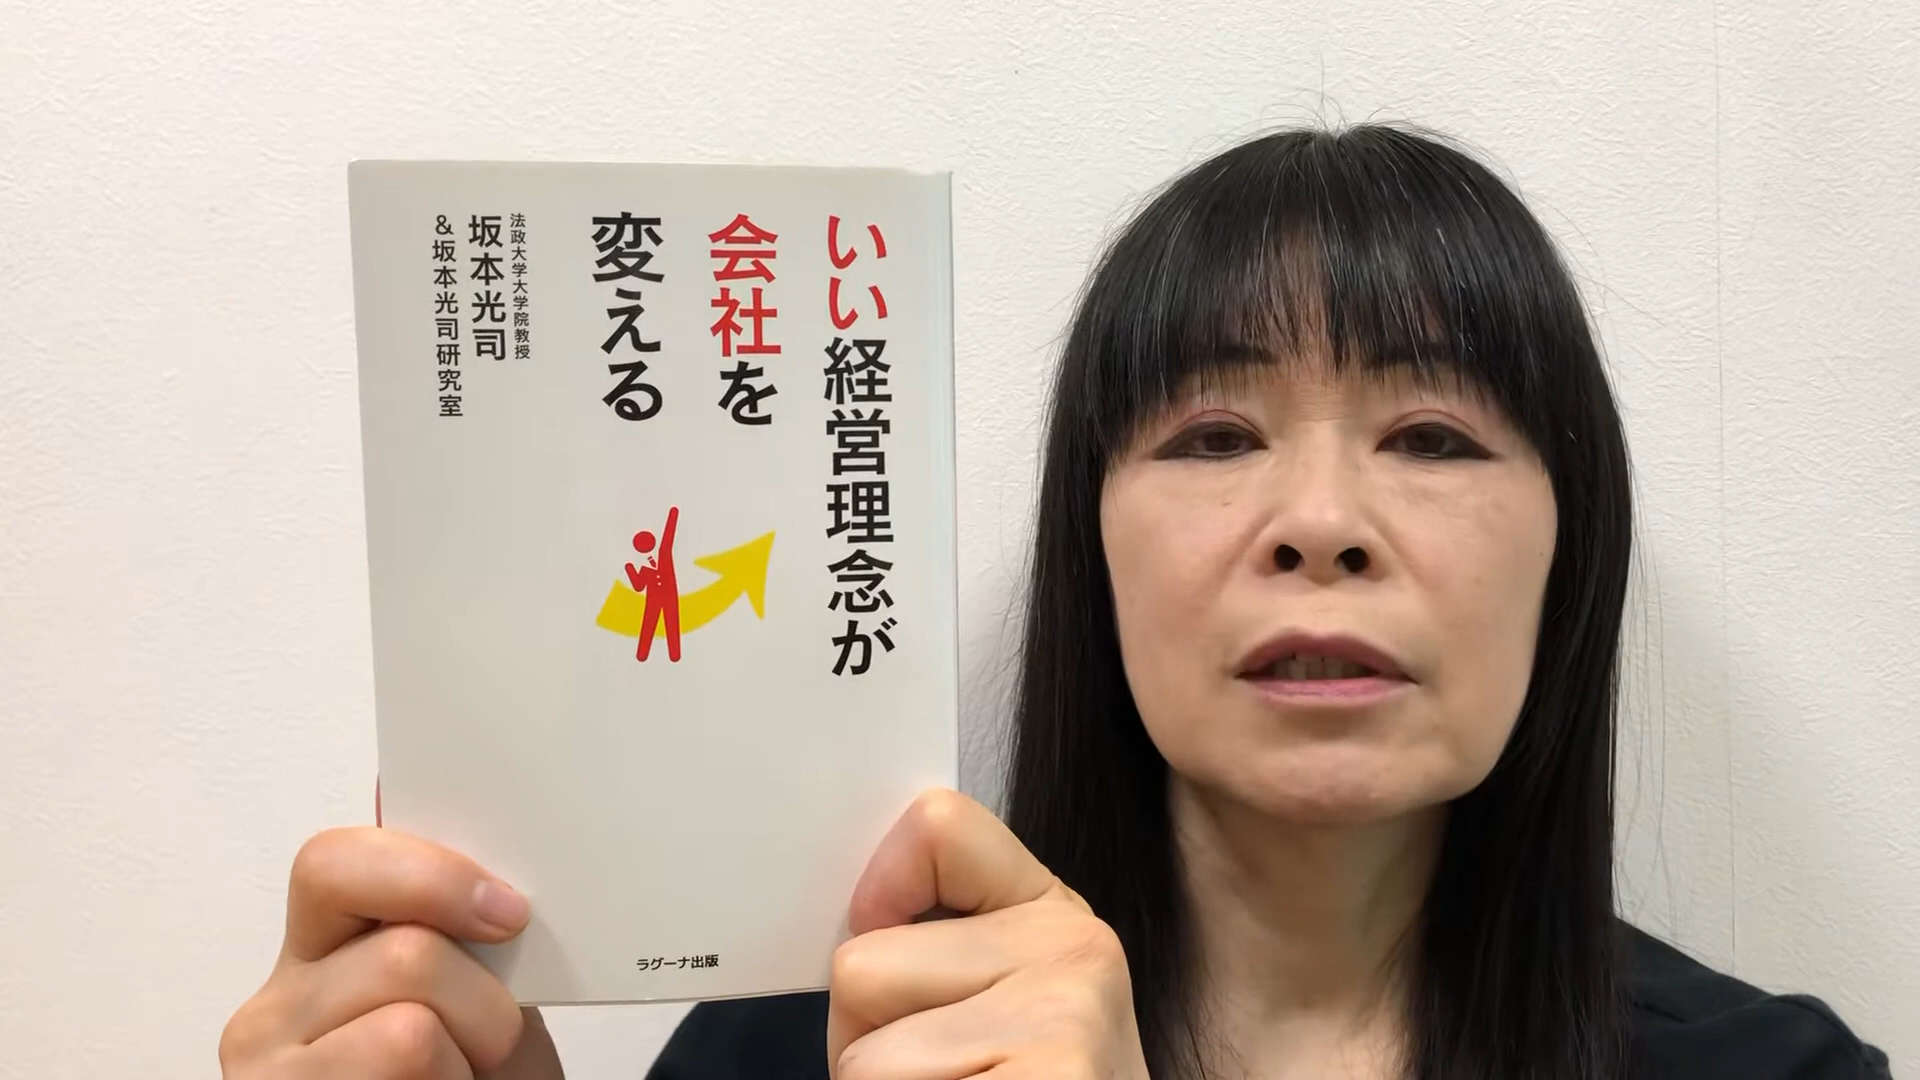 いい経営理念が
会社を
変える
法政大学大学院教授
坂本光司
&坂本光司研究室
ラグーナ出版